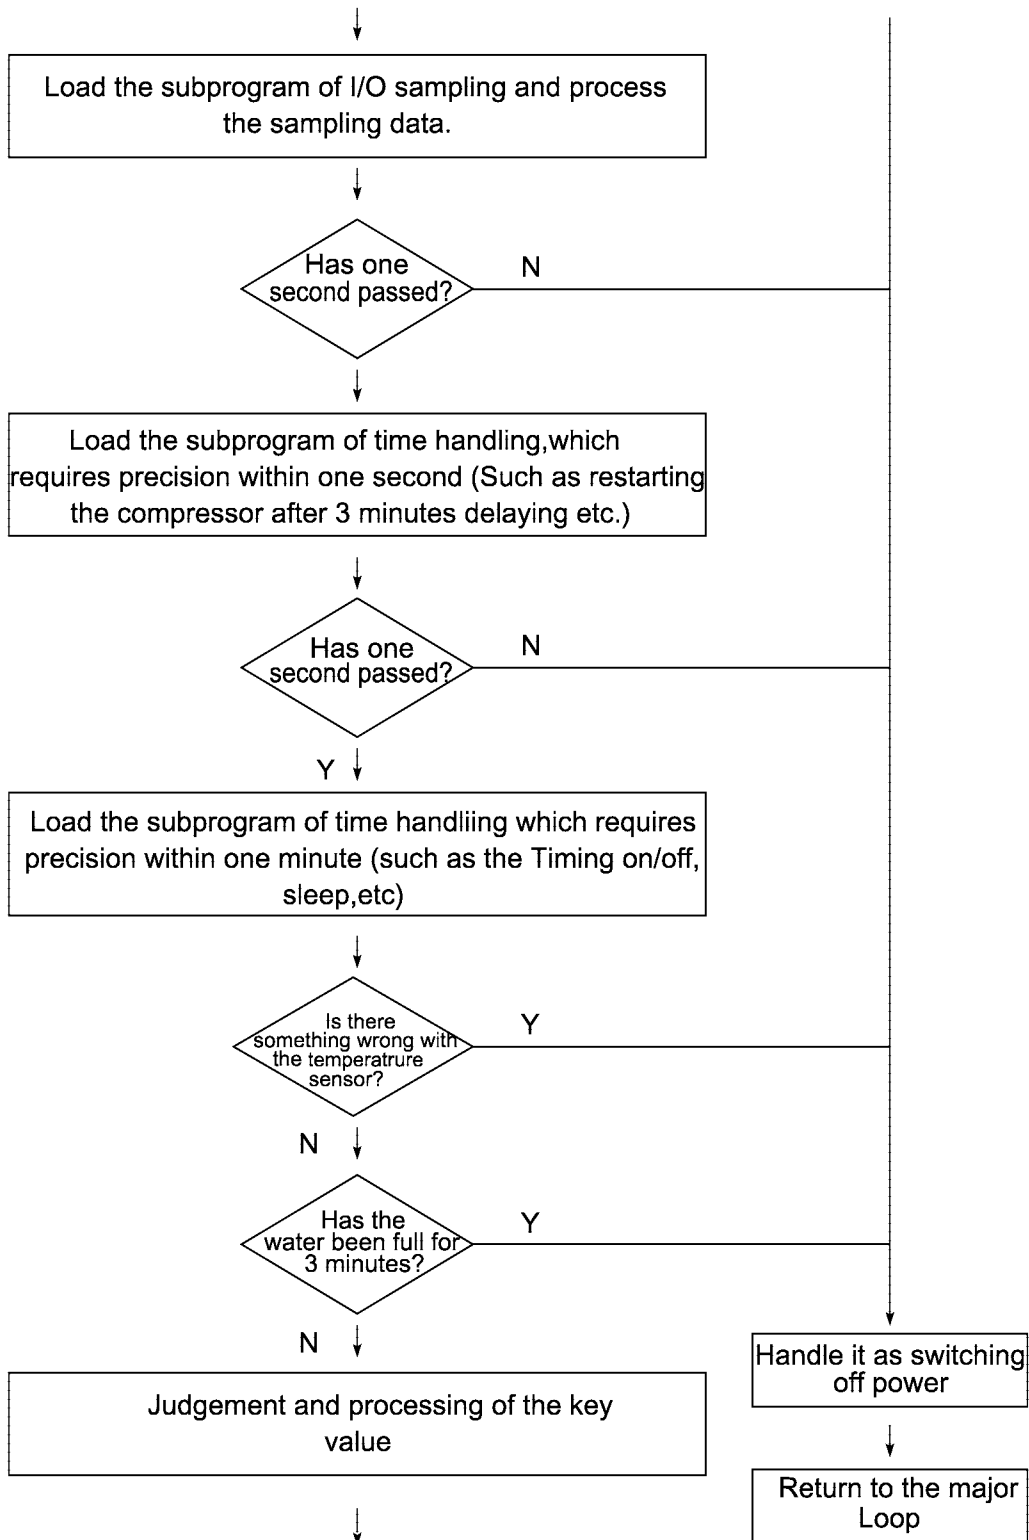 Load the subprogram of I/O sampling and process
the sampling data.
Has one
second passed?
N
Load the subprogram of time handling,which
requires precision within one second (Such as restarting
the compressor after 3 minutes delaying etc.)
Has one
second passed?
N
Y
Load the subprogram of time handliing which requires
precision within one minute (such as the Timing on/off,
sleep,etc)
Is there
something wrong with
the temperatrure
sensor?
Y
N
Has the
water been full for
3 minutes?
Y
N
Judgement and processing of the key
value
Handle it as switching
off power
Return to the major
Loop